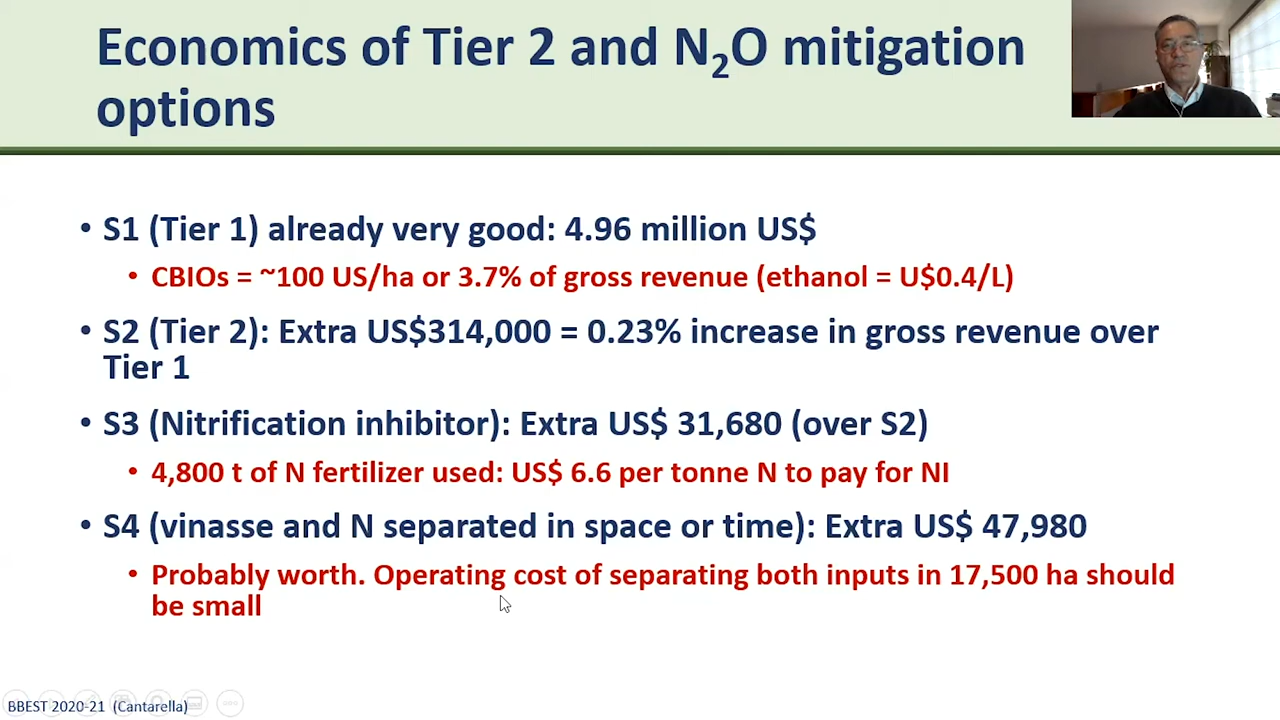 Economics of Tier 2 and N₂O mitigation
options
• S1 (Tier 1) already very good: 4.96 million US$
• CBIOs = ~100 US/ha or 3.7% of gross revenue (ethanol = U$0.4/L)
• S2 (Tier 2): Extra US$314,000 = 0.23% increase in gross revenue over
Tier 1
• S3 (Nitrification inhibitor): Extra US$ 31,680 (over S2)
• 4,800 t of N fertilizer used: US$ 6.6 per tonne N to pay for NI
• S4 (vinasse and N separated in space or time): Extra US$ 47,980
• Probably worth. Operating cost of separating both inputs in 17,500 ha should
be small
BBEST 2020-21 (Cantarella)